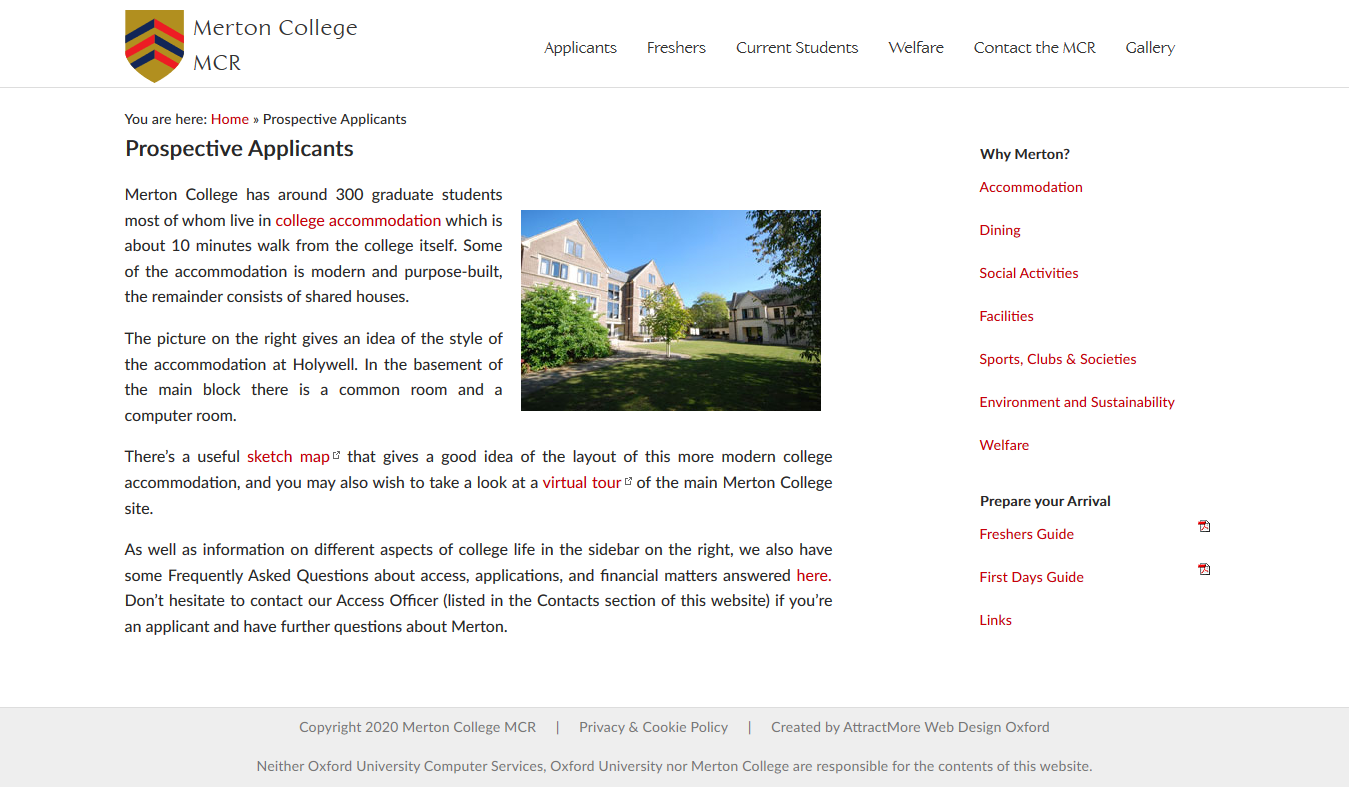 Merton College
MCR
Applicants
Freshers
Current Students
Welfare
Contact the MCR
Gallery
You are here: Home » Prospective Applicants
Prospective Applicants
Merton College has around 300 graduate students
most of whom live in college accommodation which is
about 10 minutes walk from the college itself. Some
of the accommodation is modern and purpose-built,
the remainder consists of shared houses.
The picture on the right gives an idea of the style of
the accommodation at Holywell. In the basement of
the main block there is a common room and a
computer room.
There’s a useful sketch map that gives a good idea of the layout of this more modern college
accommodation, and you may also wish to take a look at a virtual tour of the main Merton College
site.
As well as information on different aspects of college life in the sidebar on the right, we also have
some Frequently Asked Questions about access, applications, and financial matters answered here.
Don’t hesitate to contact our Access Officer (listed in the Contacts section of this website) if you’re
an applicant and have further questions about Merton.
Why Merton?
Accommodation
Dining
Social Activities
Facilities
Sports, Clubs & Societies
Environment and Sustainability
Welfare
Prepare your Arrival
Freshers Guide
First Days Guide
Links
Copyright 2020 Merton College MCR | Privacy & Cookie Policy | Created by AttractMore Web Design Oxford
Neither Oxford University Computer Services, Oxford University nor Merton College are responsible for the contents of this website.